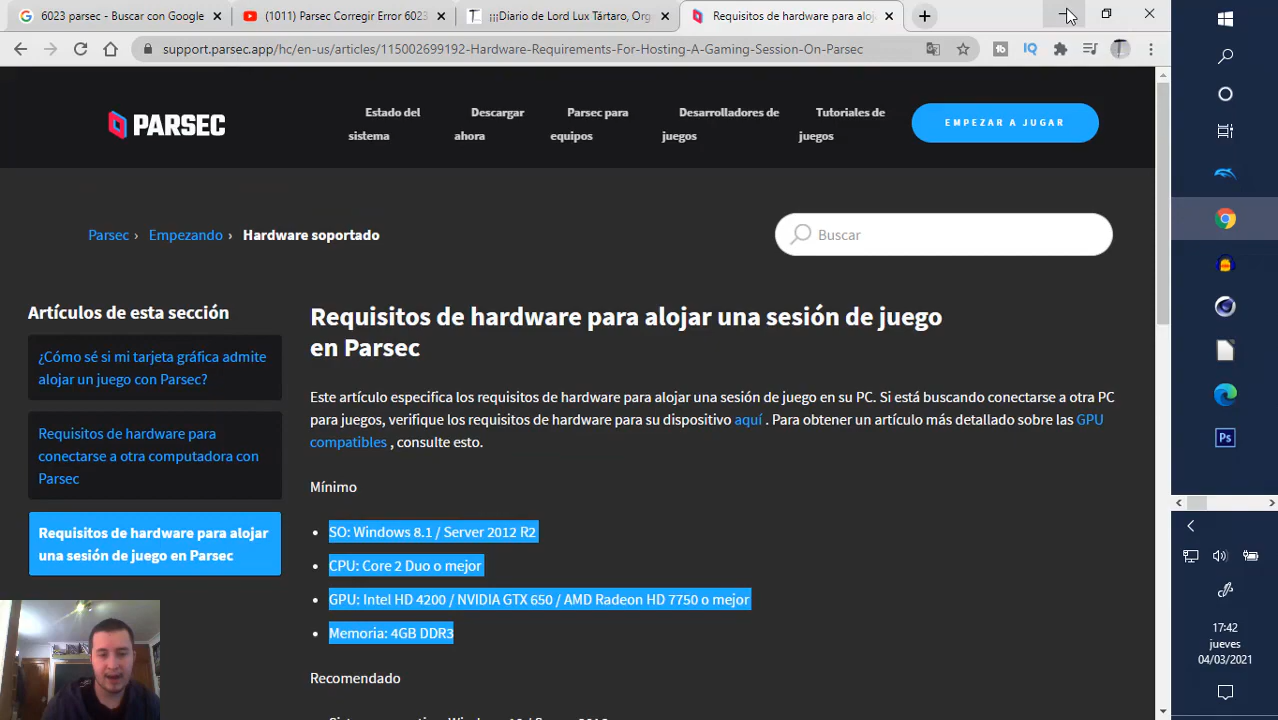 6023 parsec - Buscar con Google
(1011) Parsec Corregir Error 6023
¡¡¡Diario de Lord Lux Tártaro, Org
Requisitos de hardware para aloj
support.parsec.app/hc/en-us/articles/115002699192-Hardware-Requirements-For-Hosting-A-Gaming-Session-On-Parsec
PARSEC
Estado del sistema
Descargar ahora
Parsec para equipos
Desarrolladores de juegos
Tutoriales de juegos
EMPEZAR A JUGAR
Parsec › Empezando › Hardware soportado
Buscar
Artículos de esta sección
¿Cómo sé si mi tarjeta gráfica admite
alojar un juego con Parsec?
Requisitos de hardware para
conectarse a otra computadora con
Parsec
Requisitos de hardware para alojar
una sesión de juego en Parsec
Requisitos de hardware para alojar una sesión de juego
en Parsec
Este artículo especifica los requisitos de hardware para alojar una sesión de juego en su PC. Si está buscando conectarse a otra PC
para juegos, verifique los requisitos de hardware para su dispositivo aquí . Para obtener un artículo más detallado sobre las GPU
compatibles , consulte esto.
Mínimo
• SO: Windows 8.1 / Server 2012 R2
• CPU: Core 2 Duo o mejor
• GPU: Intel HD 4200 / NVIDIA GTX 650 / AMD Radeon HD 7750 o mejor
• Memoria: 4GB DDR3
Recomendado
IQ
Ps
17:42
jueves
04/03/2021